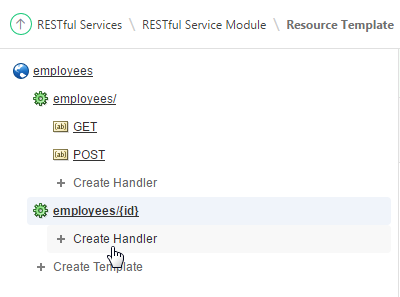 RESTful Services \ RESTful Service Module \ Resource Template
employees
employees/
[ab] GET
[ab] POST
+ Create Handler
employees/{id}
+ Create Handler
+ Create Template